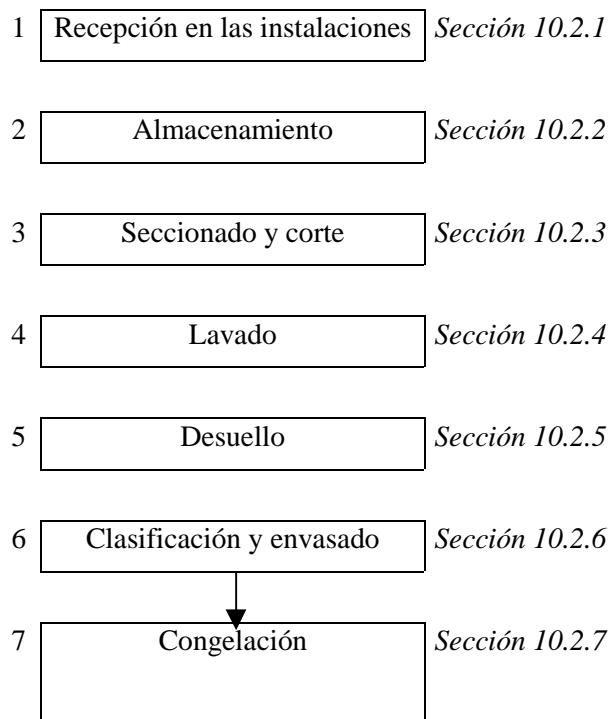 1 Recepción en las instalaciones Sección 10.2.1
2 Almacenamiento Sección 10.2.2
3 Seccionado y corte Sección 10.2.3
4 Lavado Sección 10.2.4
5 Desuello Sección 10.2.5
6 Clasificación y envasado Sección 10.2.6
7 Congelación Sección 10.2.7